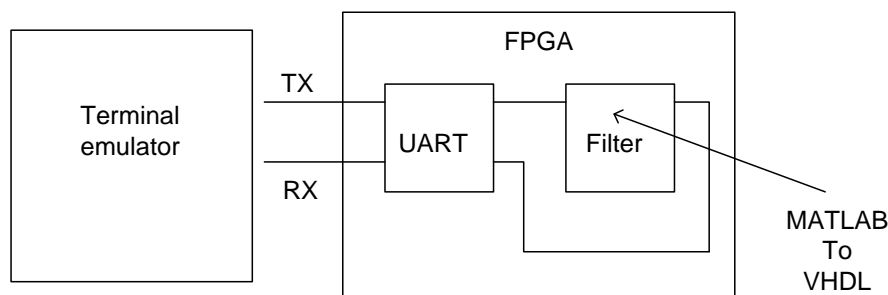 FPGA
TX
Terminal
emulator
UART
Filter
RX
MATLAB
To
VHDL